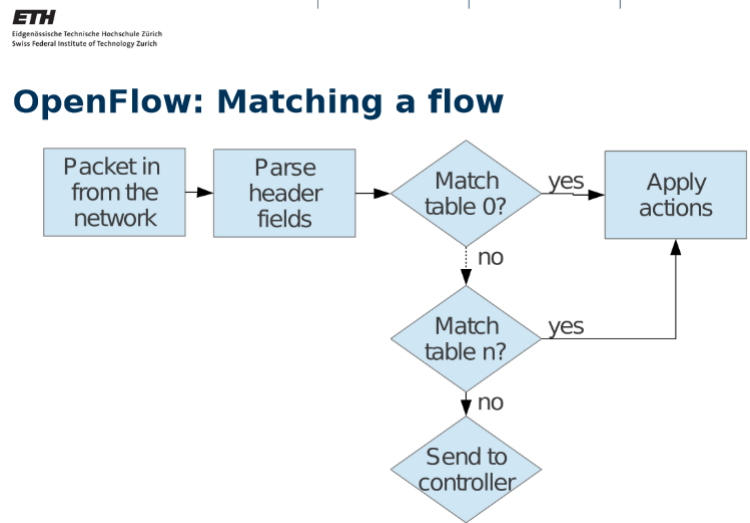 ETH
Eidgenössische Technische Hochschule Zürich
Swiss Federal Institute of Technology Zurich
OpenFlow: Matching a flow
Packet in
from the
network
Parse
header
fields
Match
table 0?
yes
Apply
actions
no
Match
table n?
yes
no
Send to
controller